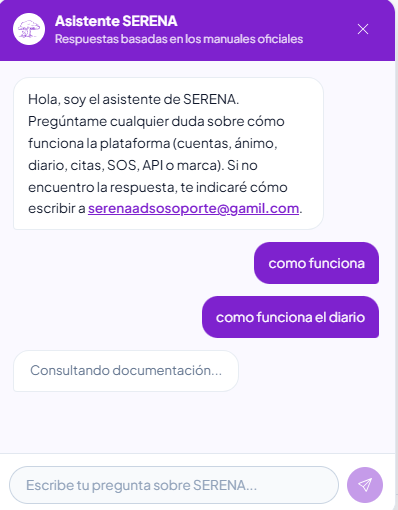 Asistente SERENA
Respuestas basadas en los manuales oficiales
Hola, soy el asistente de SERENA.
Pregúntame cualquier duda sobre cómo
funciona la plataforma (cuentas, ánimo,
diario, citas, SOS, API o marca). Si no
encuentro la respuesta, te indicaré cómo
escribir a serenaadsosoporte@gamil.com.
como funciona
como funciona el diario
Consultando documentación...
Escribe tu pregunta sobre SERENA...